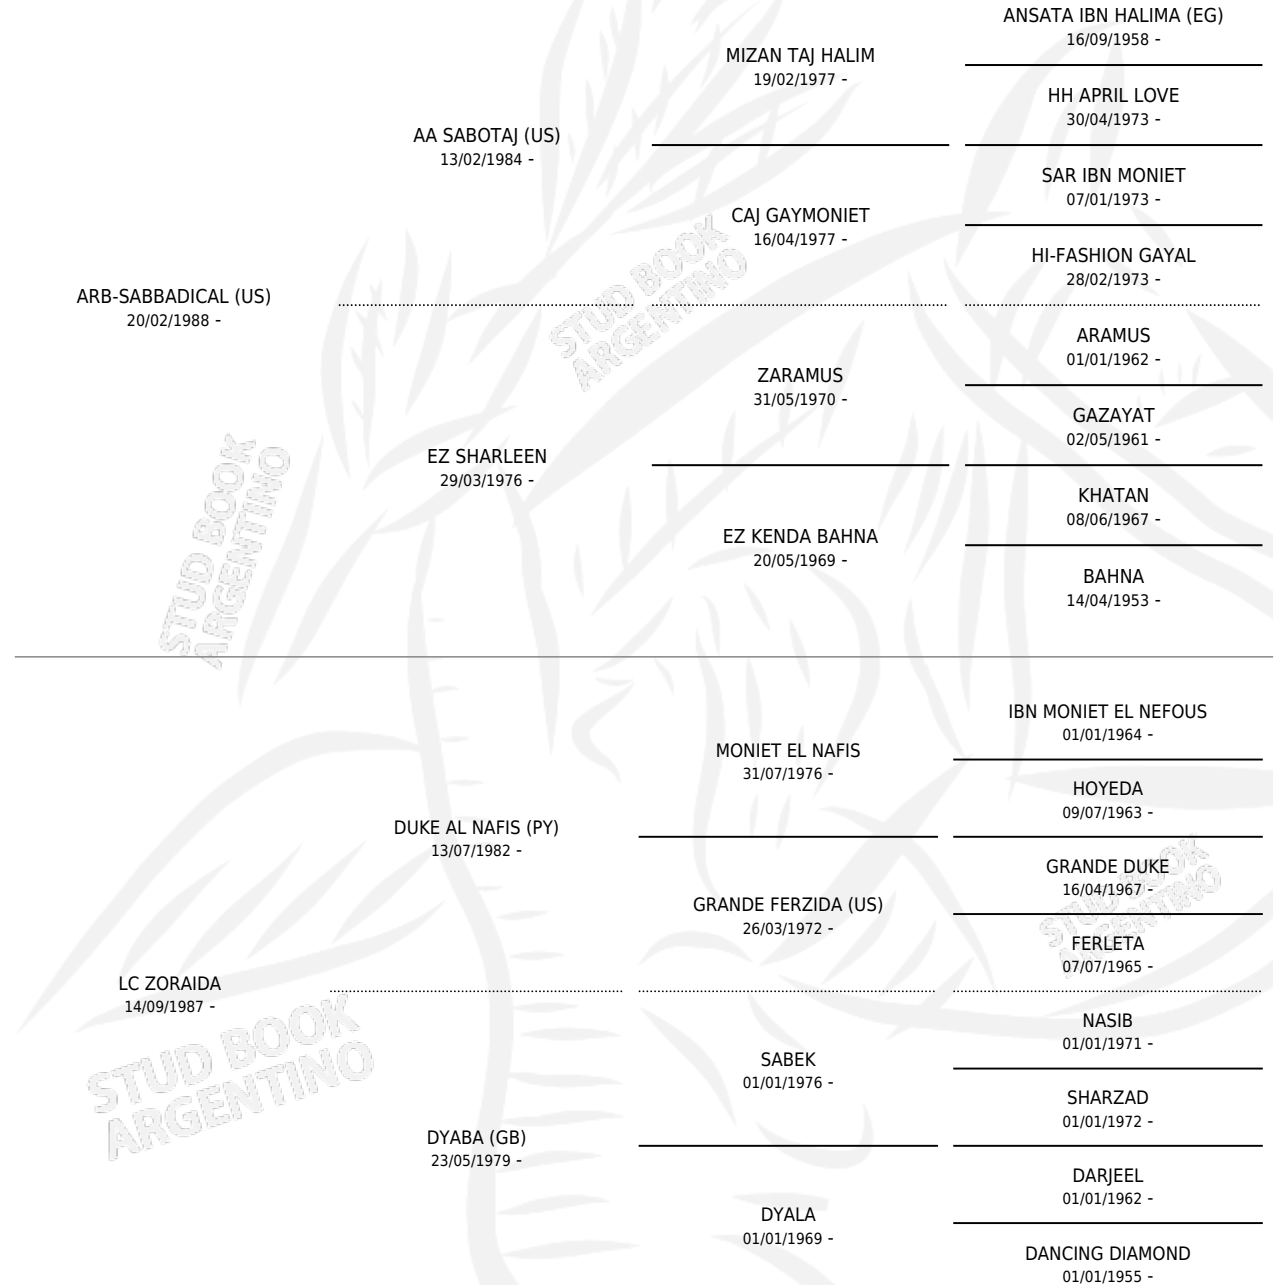 ANSATA IBN HALIMA (EG)
16/09/1958 -
MIZAN TAJ HALIM
19/02/1977 -
HH APRIL LOVE
30/04/1973 -
AA SABOTAJ (US)
13/02/1984 -
SAR IBN MONIET
07/01/1973 -
CAJ GAYMONIET
16/04/1977 -
HI-FASHION GAYAL
28/02/1973 -
ARB-SABBADICAL (US)
20/02/1988 -
STUD BOOK
ARGENTINO
ARAMUS
01/01/1962 -
ZARAMUS
31/05/1970 -
GAZAYAT
02/05/1961 -
EZ SHARLEEN
29/03/1976 -
KHATAN
08/06/1967 -
EZ KENDA BAHNA
20/05/1969 -
BAHNA
14/04/1953 -
STUD BOOK
ARGENTINO
IBN MONIET EL NEFOUS
01/01/1964 -
MONIET EL NAFIS
31/07/1976 -
HOYEDA
09/07/1963 -
DUKE AL NAFIS (PY)
13/07/1982 -
GRANDE DUKE
16/04/1967 -
GRANDE FERZIDA (US)
26/03/1972 -
STUD BOOK
ARGENTINO
FERLETA
07/07/1965 -
LC ZORAIDA
14/09/1987 -
NASIB
01/01/1971 -
SABEK
01/01/1976 -
STUD BOOK
ARGENTINO
SHARZAD
01/01/1972 -
DYABA (GB)
23/05/1979 -
DARJEEL
01/01/1962 -
DYALA
01/01/1969 -
DANCING DIAMOND
01/01/1955 -